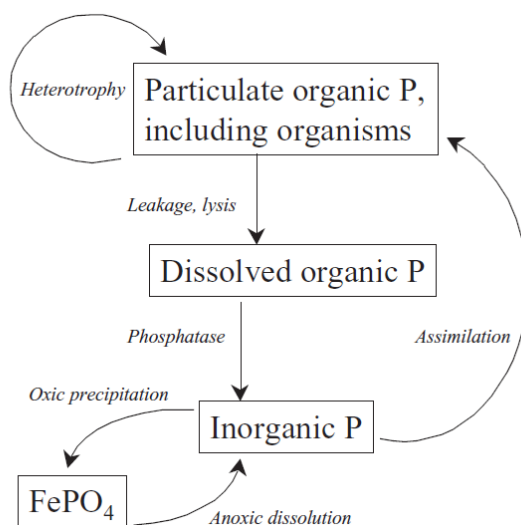 Heterotrophy
Particulate organic P,
including organisms
Leakage, lysis
Dissolved organic P
Phosphatase
Assimilation
Oxic precipitation
Inorganic P
FePO₄
Anoxic dissolution